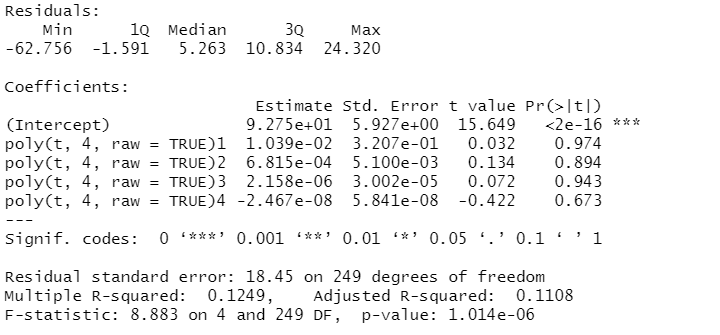 Residuals:
    Min      1Q  Median      3Q     Max
-62.756  -1.591   5.263  10.834  24.320

Coefficients:
                          Estimate Std. Error t value Pr(>|t|)
(Intercept)              9.275e+01  5.927e+00  15.649   <2e-16 ***
poly(t, 4, raw = TRUE)1  1.039e-02  3.207e-01   0.032    0.974
poly(t, 4, raw = TRUE)2  6.815e-04  5.100e-03   0.134    0.894
poly(t, 4, raw = TRUE)3  2.158e-06  3.002e-05   0.072    0.943
poly(t, 4, raw = TRUE)4 -2.467e-08  5.841e-08  -0.422    0.673
---
Signif. codes:  0 ‘***’ 0.001 ‘**’ 0.01 ‘*’ 0.05 ‘.’ 0.1 ‘ ’ 1

Residual standard error: 18.45 on 249 degrees of freedom
Multiple R-squared:  0.1249,    Adjusted R-squared:  0.1108
F-statistic: 8.883 on 4 and 249 DF,  p-value: 1.014e-06